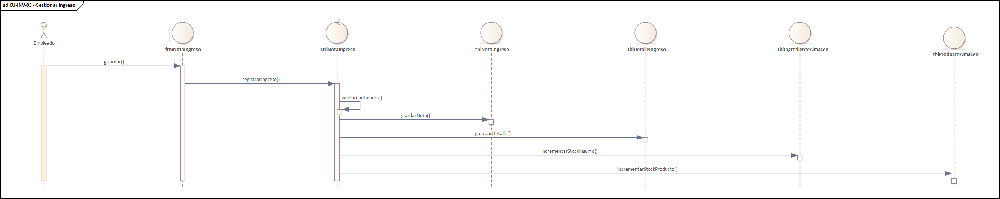 sd CU-INV-03 - Gestionar Ingreso
Empleado
frmNotaIngreso
ctrlNotaIngreso
tblNotaIngreso
tblDetalleIngreso
tblIngredienteAlmacen
tblProductoAlmacen
guardar()
registrarIngreso()
validarCantidades()
guardarNota()
guardarDetalle()
incrementarStockInsumo()
incrementarStockProducto()